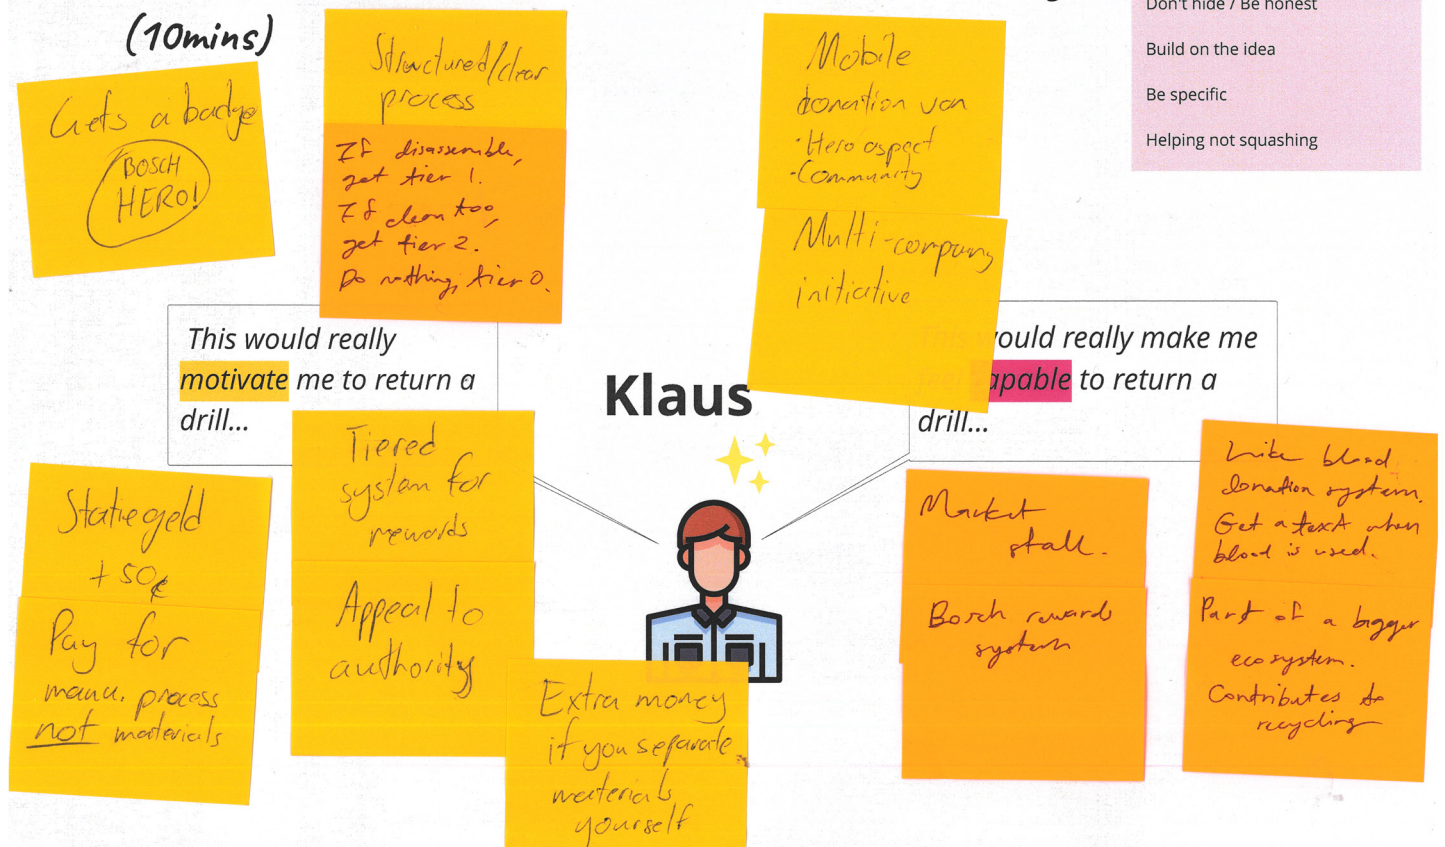 (10mins)
Gets a badge
BOSCH
HERO!
Structured/clear
process
If disassemble,
get tier 1.
If clean too,
get tier 2.
Do nothing, tier 0.
Mobile
donation van
·Hero aspect
·Community
Multi-company
initiative
Don't hide / Be honest
Build on the idea
Be specific
Helping not squashing
This would really
motivate me to return a
drill...
Klaus
This would really make me
feel capable to return a
drill...
Statiegeld
+ 50¢
Pay for
manu. process
not materials
Tiered
system for
rewards
Appeal to
authority
Extra money
if you separate
materials
yourself
Market
stall.
Bosch rewards
system
Like blood
donation system.
Get a text when
blood is used.
Part of a bigger
ecosystem.
Contributes to
recycling